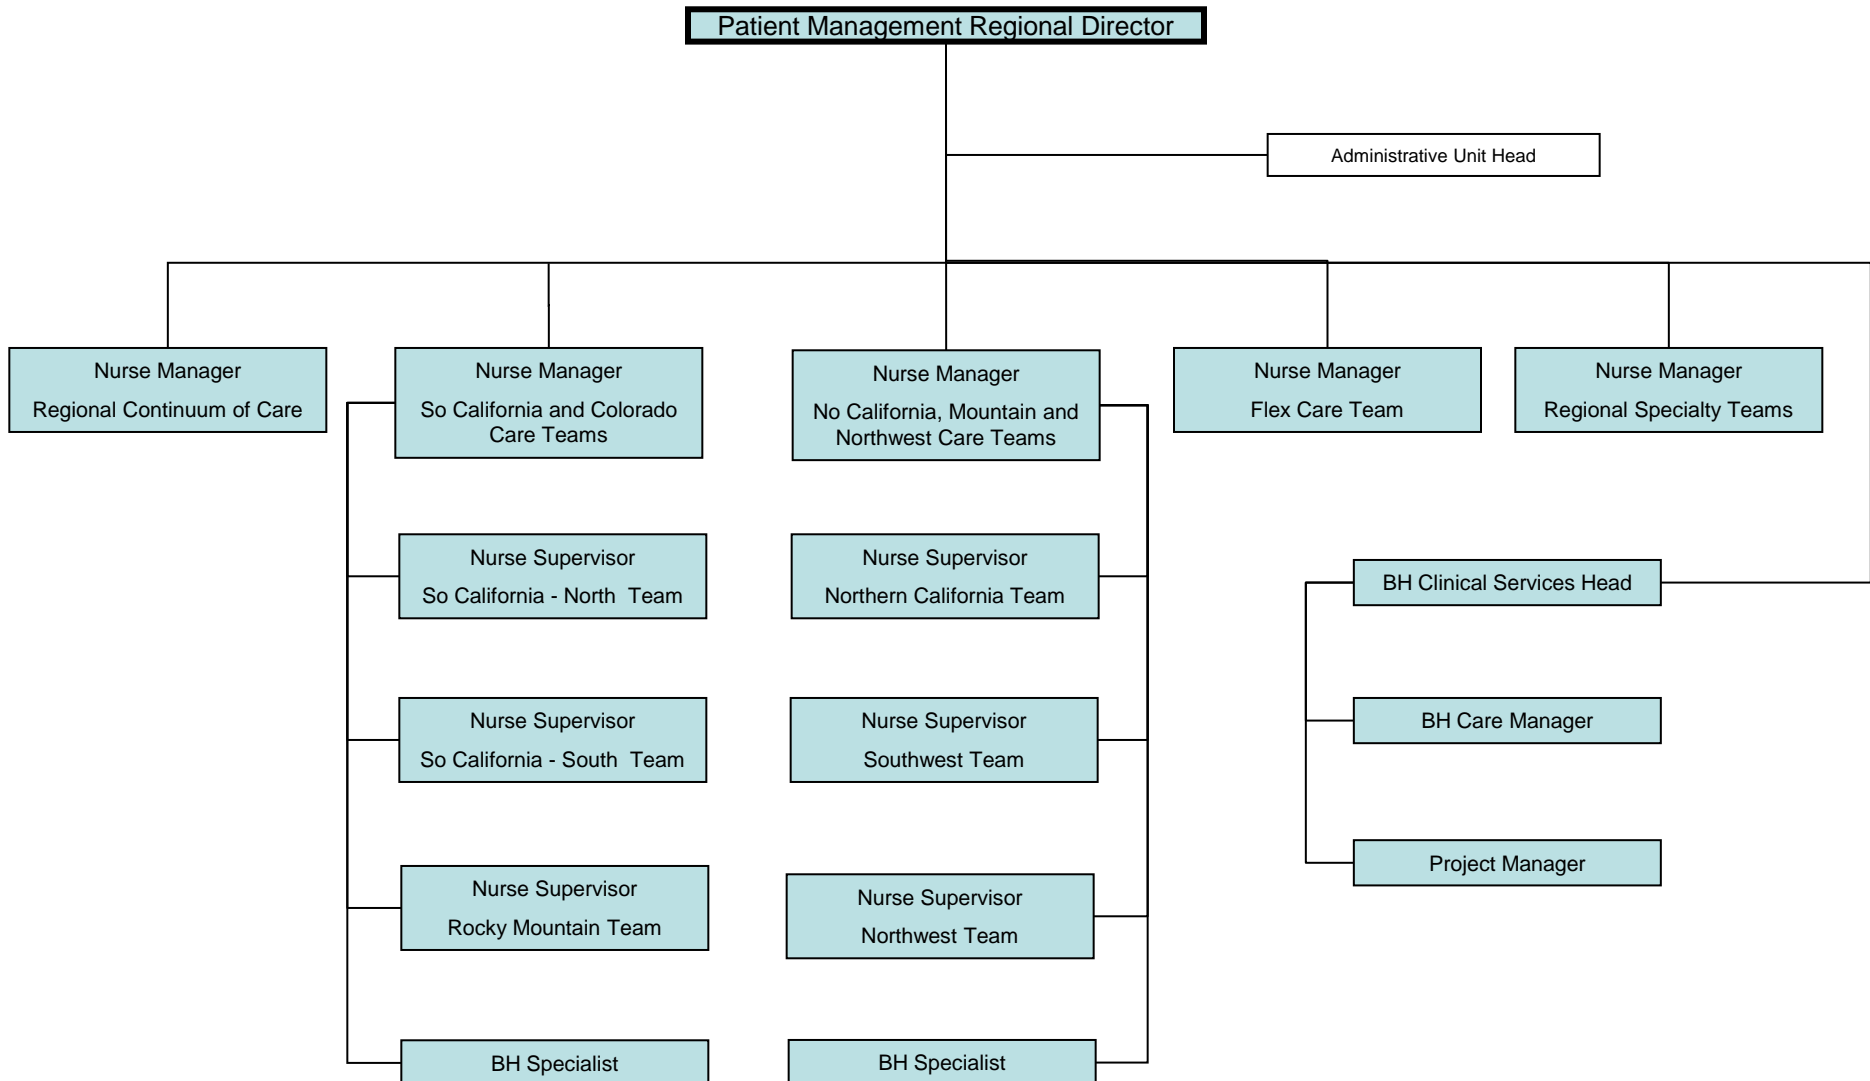 Patient Management Regional Director
Administrative Unit Head
Nurse Manager
Regional Continuum of Care
Nurse Manager
So California and Colorado
Care Teams
Nurse Manager
No California, Mountain and
Northwest Care Teams
Nurse Manager
Flex Care Team
Nurse Manager
Regional Specialty Teams
Nurse Supervisor
So California - North  Team
Nurse Supervisor
Northern California Team
BH Clinical Services Head
Nurse Supervisor
So California - South  Team
Nurse Supervisor
Southwest Team
BH Care Manager
Nurse Supervisor
Rocky Mountain Team
Nurse Supervisor
Northwest Team
Project Manager
BH Specialist
BH Specialist